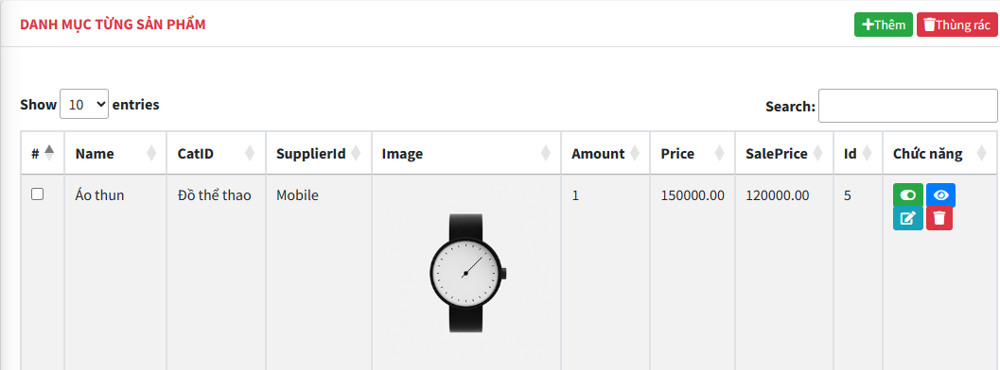 DANH MỤC TỪNG SẢN PHẨM
Thêm Thùng rác
Show 10 entries
Search:
# Name CatID SupplierId Image Amount Price SalePrice Id Chức năng
Áo thun Đồ thể thao Mobile 1 150000.00 120000.00 5